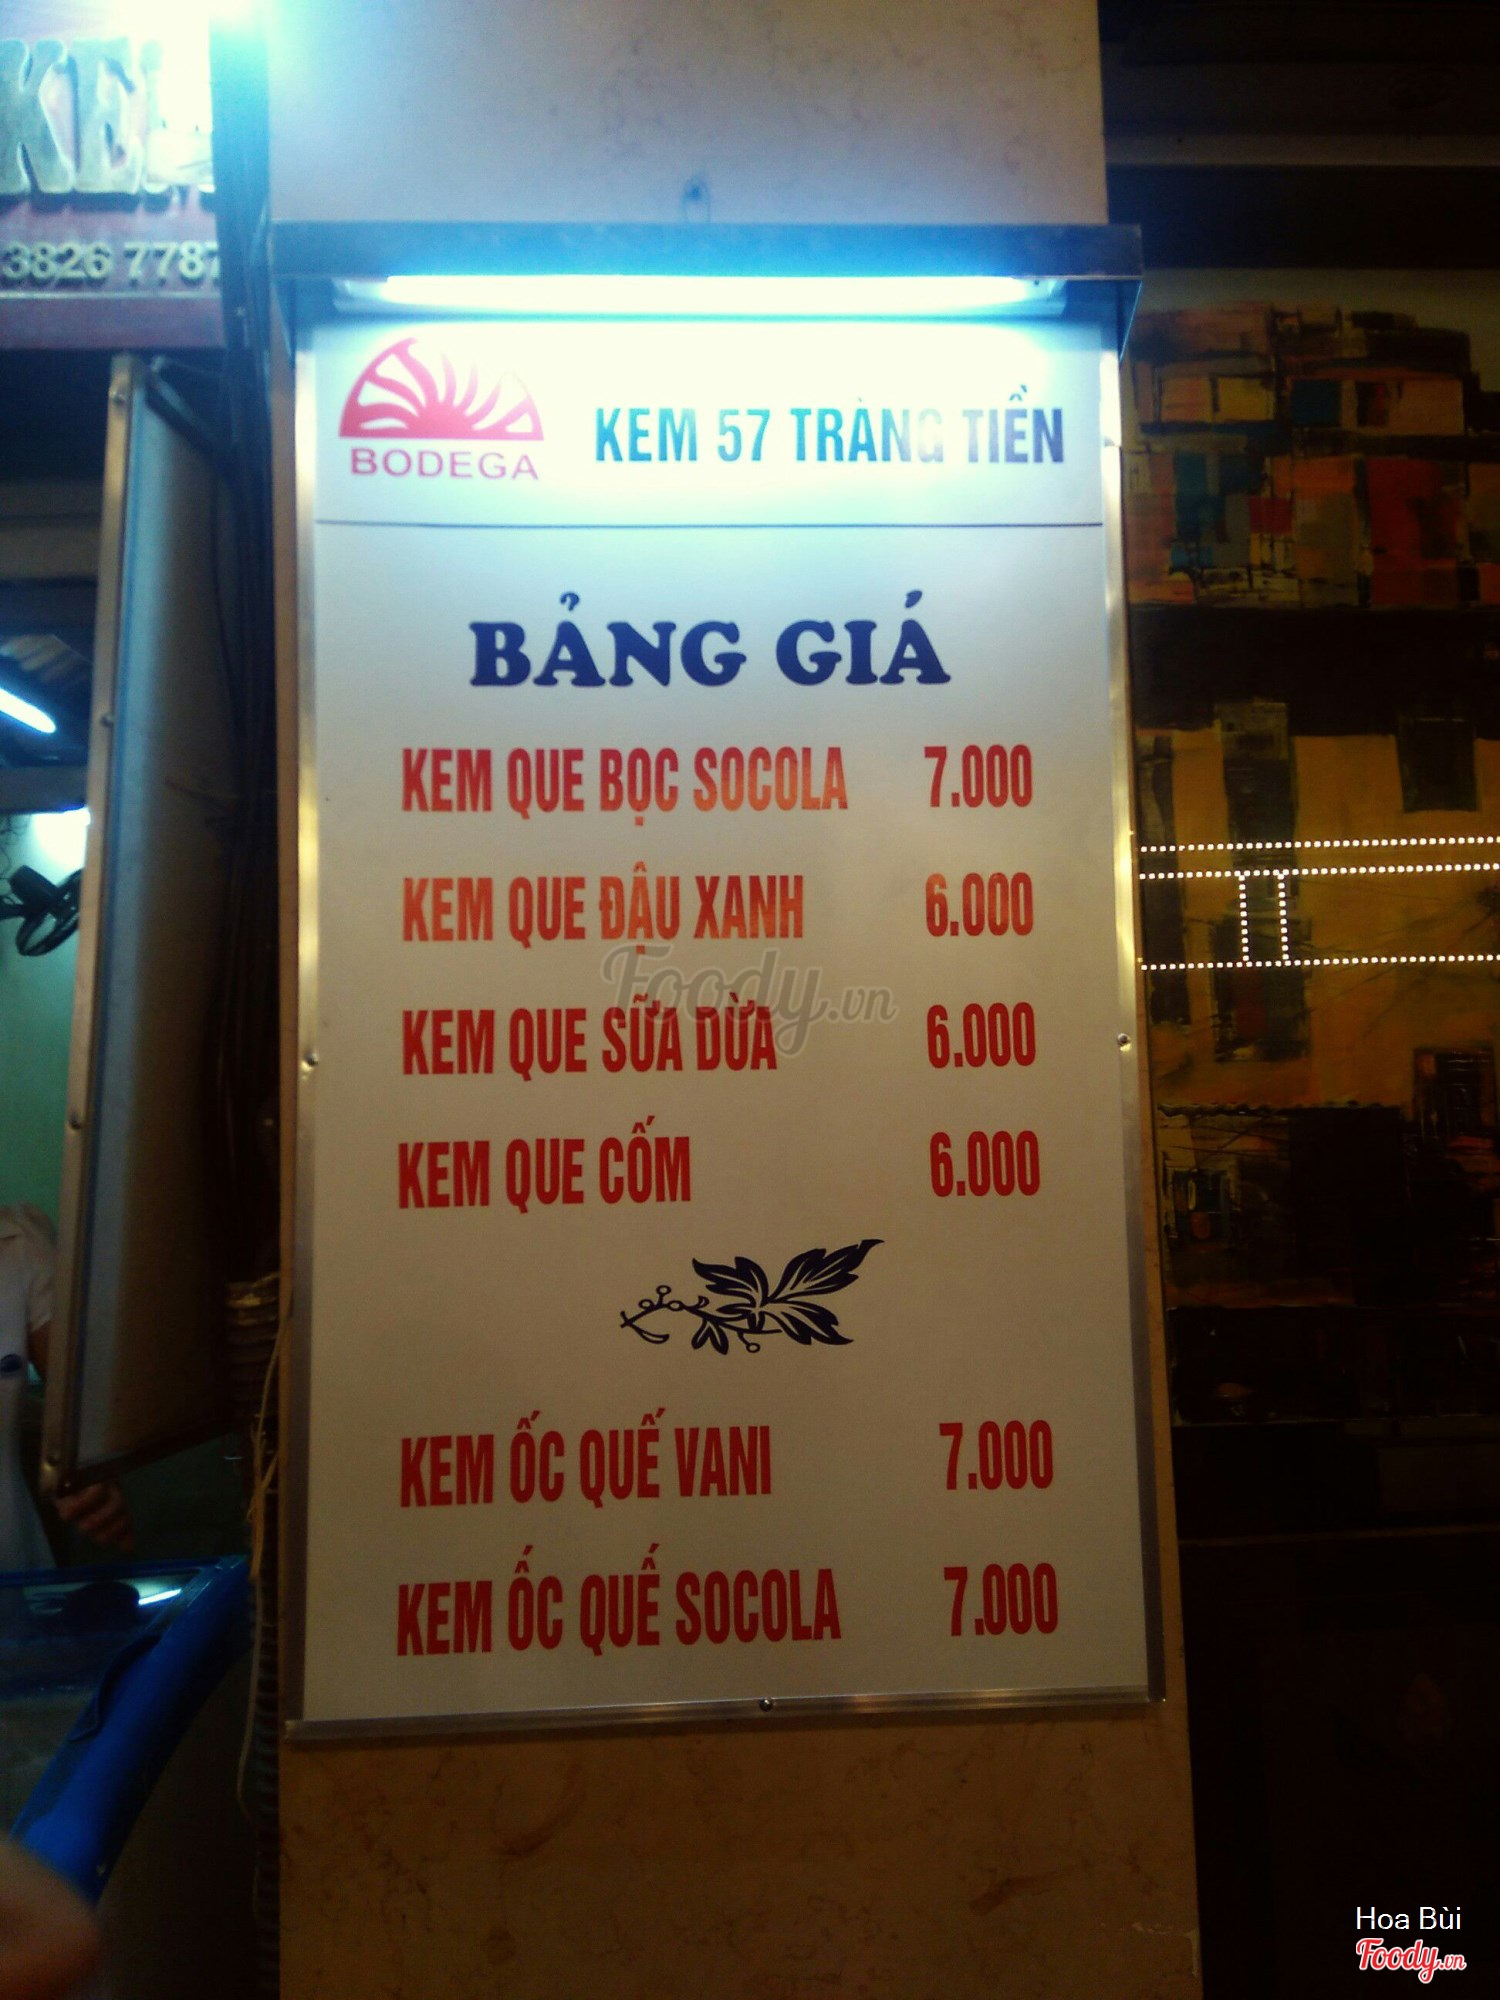 3826 778
BODEGA
KEM 57 TRÀNG TIỀN
BẢNG GIÁ
KEM QUE BỌC SOCOLA 7.000
KEM QUE ĐẬU XANH 6.000
KEM QUE SỮA DỪA 6.000
KEM QUE CỐM 6.000
KEM ỐC QUẾ VANI 7.000
KEM ỐC QUẾ SOCOLA 7.000
Foody.vn
Hoa Bùi
Foody.vn